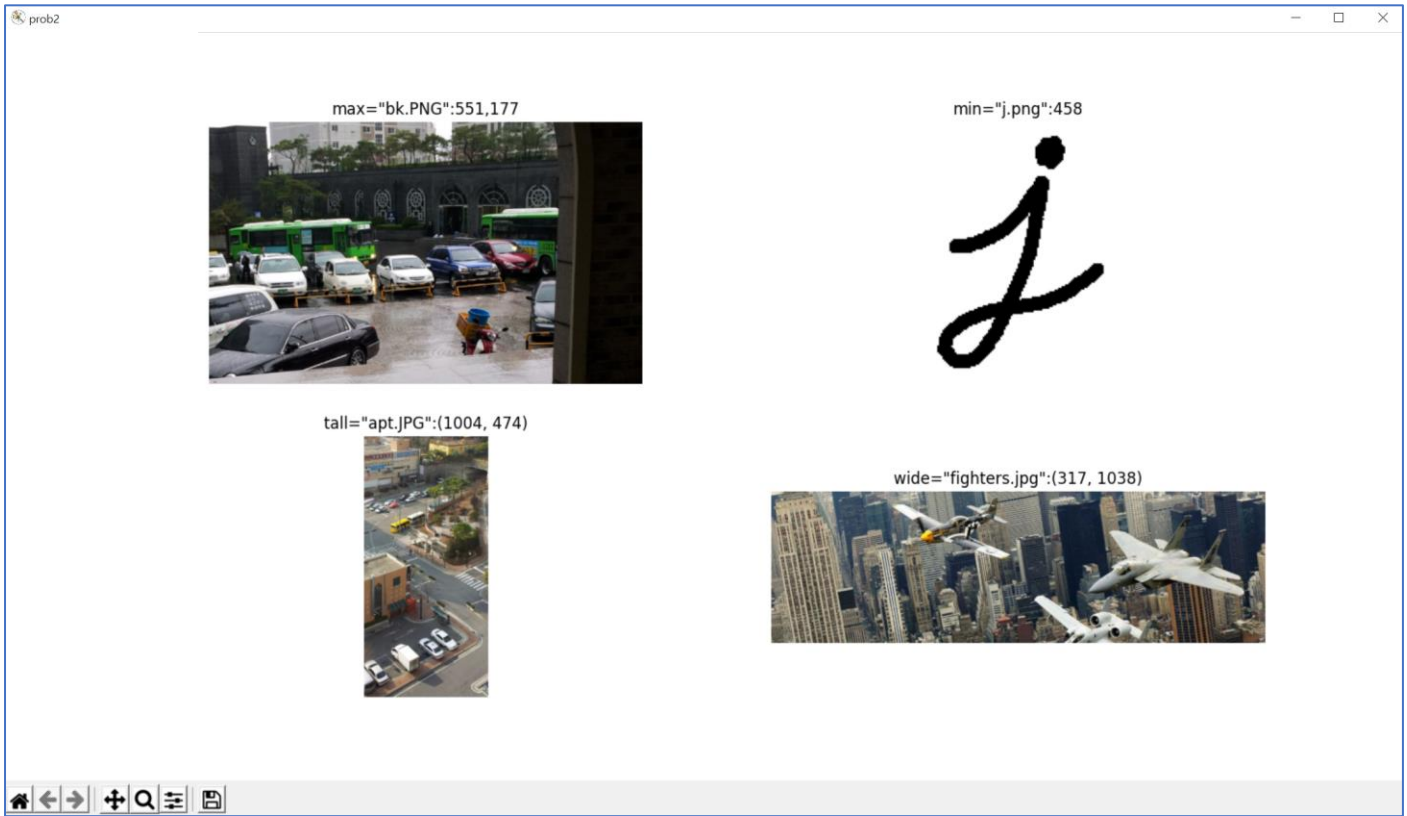 prob2
max="bk.PNG":551,177
min="j.png":458
tall="apt.JPG":(1004, 474)
wide="fighters.jpg":(317, 1038)